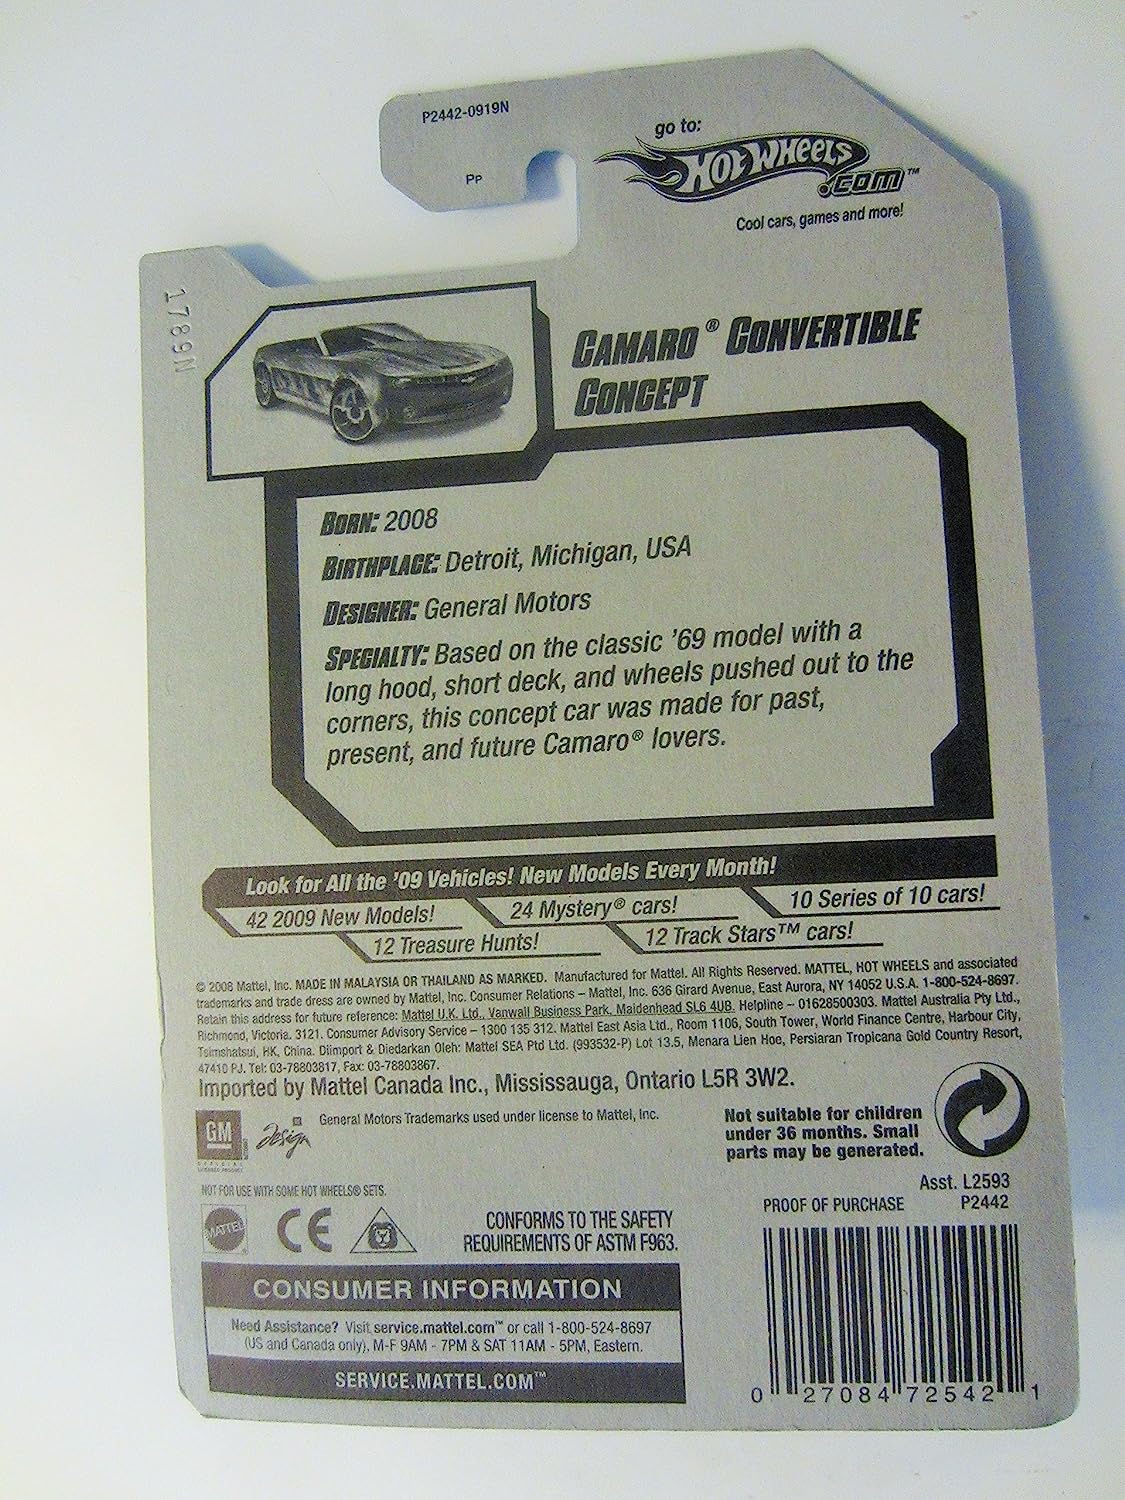 P2442-0919N
PP
go to:
HOT WHEELS
.COM™
Cool cars, games and more!
1789N
CAMARO® CONVERTIBLE
CONCEPT
BORN: 2008
BIRTHPLACE: Detroit, Michigan, USA
DESIGNER: General Motors
SPECIALTY: Based on the classic '69 model with a
long hood, short deck, and wheels pushed out to the
corners, this concept car was made for past,
present, and future Camaro® lovers.
Look for All the '09 Vehicles! New Models Every Month!
42 2009 New Models!
24 Mystery® cars!
10 Series of 10 cars!
12 Treasure Hunts!
12 Track Stars™ cars!
© 2008 Mattel, Inc. MADE IN MALAYSIA OR THAILAND AS MARKED. Manufactured for Mattel. All Rights Reserved. MATTEL, HOT WHEELS and associated
trademarks and trade dress are owned by Mattel, Inc. Consumer Relations – Mattel, Inc. 636 Girard Avenue, East Aurora, NY 14052 U.S.A. 1-800-524-8697.
Retain this address for future reference: Mattel U.K. Ltd., Vanwall Business Park, Maidenhead SL6 4UB. Helpline – 01628500303. Mattel Australia Pty Ltd.,
Richmond, Victoria. 3121. Consumer Advisory Service – 1300 135 312. Mattel East Asia Ltd., Room 1106, South Tower, World Finance Centre, Harbour City,
Tsimshatsui, HK, China. Diimport & Diedarkan Oleh: Mattel SEA Ptd Ltd. (993532-P) Lot 13.5, Menara Lien Hoe, Persiaran Tropicana Gold Country Resort,
47410 PJ. Tel: 03-78803817, Fax: 03-78803867.
Imported by Mattel Canada Inc., Mississauga, Ontario L5R 3W2.
GM
OFFICIAL
LICENSED PRODUCT
Design
General Motors Trademarks used under license to Mattel, Inc.
Not suitable for children
under 36 months. Small
parts may be generated.
NOT FOR USE WITH SOME HOT WHEELS® SETS.
Asst. L2593
PROOF OF PURCHASE P2442
MATTEL
CE
CONFORMS TO THE SAFETY
REQUIREMENTS OF ASTM F963.
CONSUMER INFORMATION
Need Assistance? Visit service.mattel.com™ or call 1-800-524-8697
(US and Canada only), M-F 9AM - 7PM & SAT 11AM - 5PM, Eastern.
SERVICE.MATTEL.COM™
0 27084 72542 1